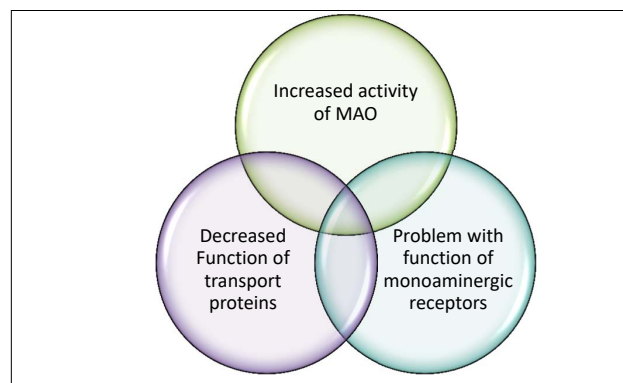 Increased activity
of MAO
Decreased
Function of
transport
proteins
Problem with
function of
monoaminergic
receptors